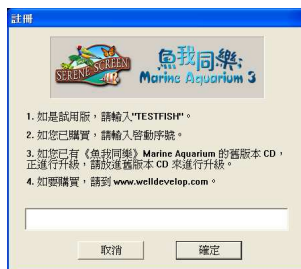 註冊
SERENE SCREEN
魚我同樂;
Marine Aquarium 3
1. 如是試用版，請輸入"TESTFISH"。
2. 如您已購買，請輸入啓動序號。
3. 如您已有《魚我同樂》Marine Aquarium 的舊版本 CD，
正進行升級，請放進舊版本 CD 來進行升級。
4. 如要購買，請到 www.welldevelop.com。
取消
確定